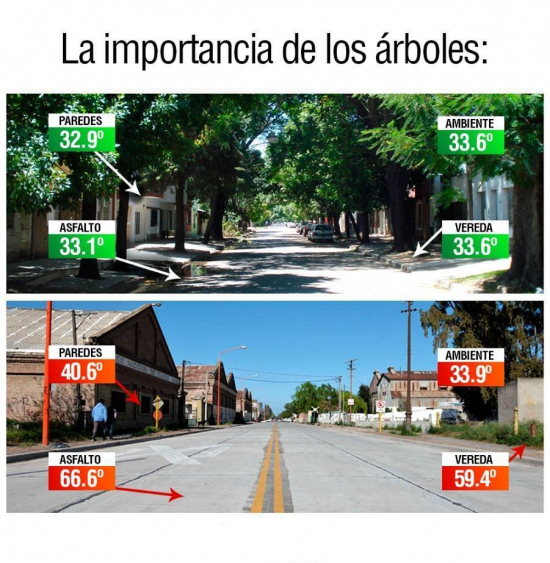 La importancia de los árboles:
PAREDES
32.9º
AMBIENTE
33.6º
ASFALTO
33.1º
VEREDA
33.6º
PAREDES
40.6º
AMBIENTE
33.9º
ASFALTO
66.6º
VEREDA
59.4º